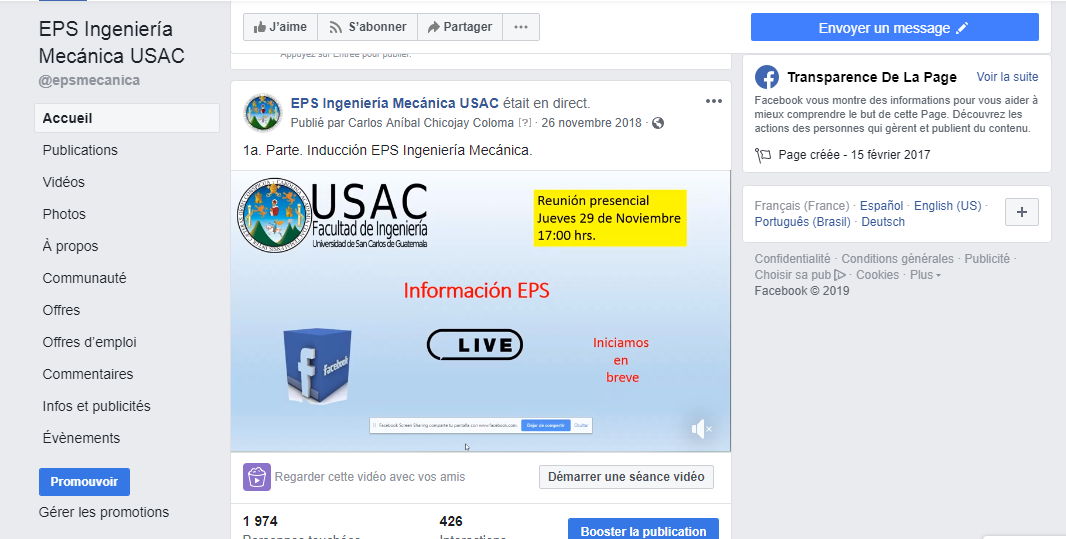 EPS Ingeniería
Mecánica USAC
@epsmecanica
Accueil
Publications
Vidéos
Photos
À propos
Communauté
Offres
Offres d'emploi
Commentaires
Infos et publicités
Évènements
Promouvoir
Gérer les promotions
J'aime
S'abonner
Partager
Appuyez sur Entrée pour publier.
EPS Ingeniería Mecánica USAC était en direct.
Publié par Carlos Aníbal Chicojay Coloma [?] · 26 novembre 2018 ·
1a. Parte. Inducción EPS Ingeniería Mecánica.
USAC
Facultad de Ingeniería
Universidad de San Carlos de Guatemala
Reunión presencial
Jueves 29 de Noviembre
17:00 hrs.
Información EPS
facebook
LIVE
Iniciamos
en
breve
Facebook Screen Sharing comparte tu pantalla con www.facebook.com. Dejar de compartir Ocultar
Regarder cette vidéo avec vos amis
Démarrer une séance vidéo
1 974
Personnes touchées
426
Interactions
Booster la publication
Envoyer un message
Transparence De La Page Voir la suite
Facebook vous montre des informations pour vous aider à
mieux comprendre le but de cette Page. Découvrez les
actions des personnes qui gèrent et publient du contenu.
Page créée - 15 février 2017
Français (France) · Español · English (US) ·
Português (Brasil) · Deutsch
Confidentialité · Conditions générales · Publicité ·
Choisir sa pub · Cookies · Plus
Facebook © 2019